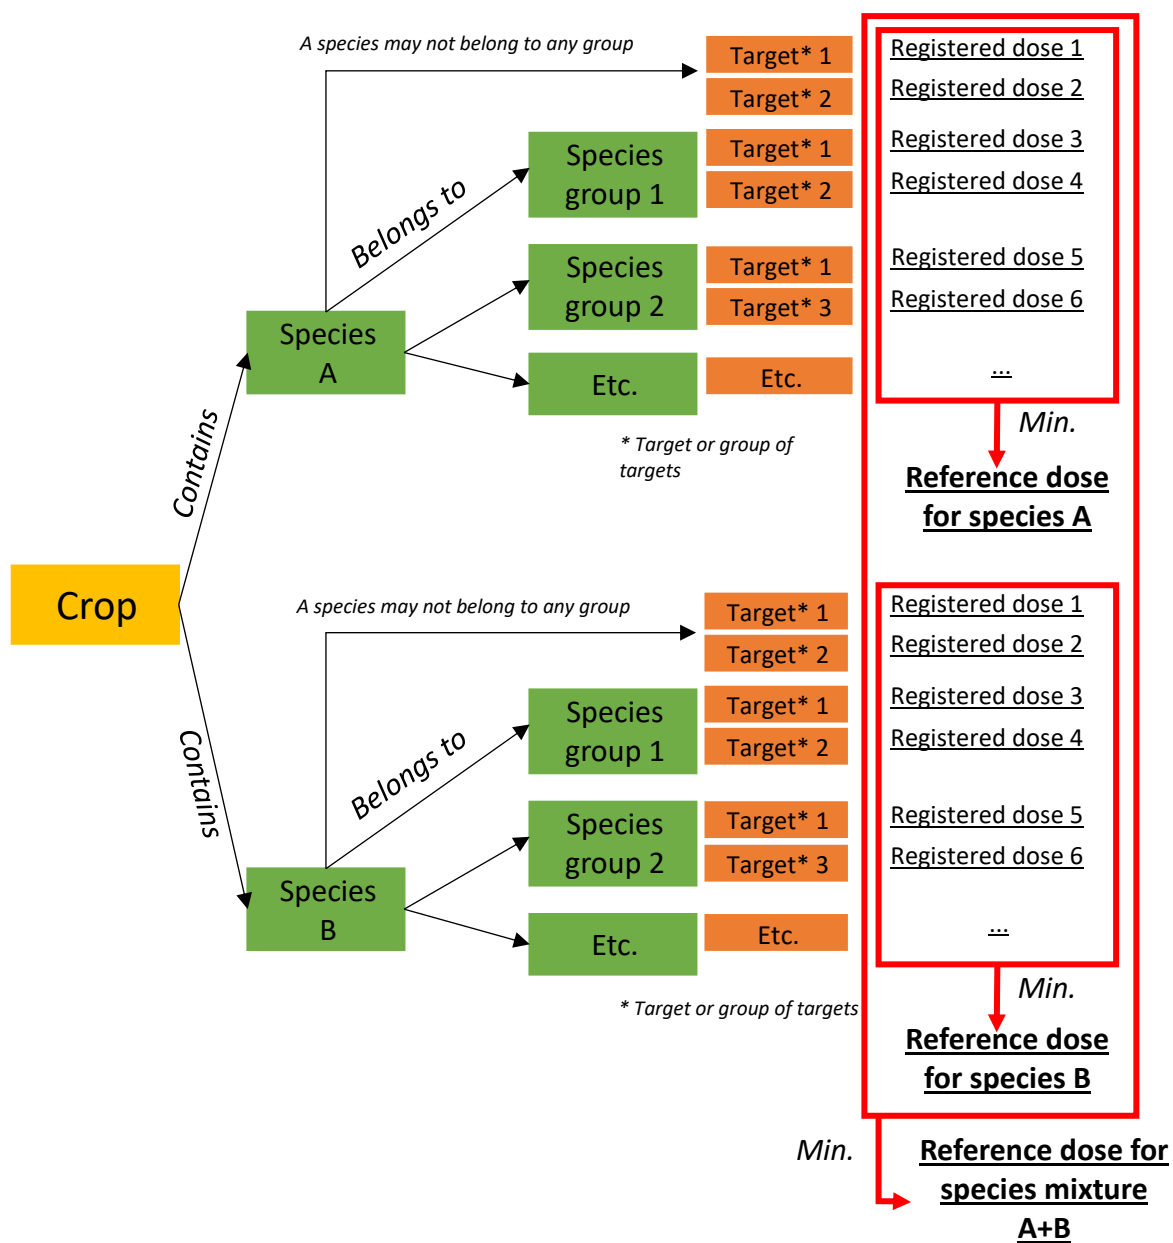 A species may not belong to any group
Target* 1
Registered dose 1
Target* 2
Registered dose 2
Species
group 1
Target* 1
Registered dose 3
Target* 2
Registered dose 4
Belongs to
Species
group 2
Target* 1
Registered dose 5
Target* 3
Registered dose 6
Species
A
Etc.
Etc.
...
Contains
* Target or group of
targets
Min.
Reference dose
for species A
Crop
A species may not belong to any group
Target* 1
Registered dose 1
Target* 2
Registered dose 2
Species
group 1
Target* 1
Registered dose 3
Target* 2
Registered dose 4
Contains
Belongs to
Species
group 2
Target* 1
Registered dose 5
Target* 3
Registered dose 6
Species
B
Etc.
Etc.
...
* Target or group of targets
Min.
Reference dose
for species B
Min.
Reference dose for
species mixture
A+B